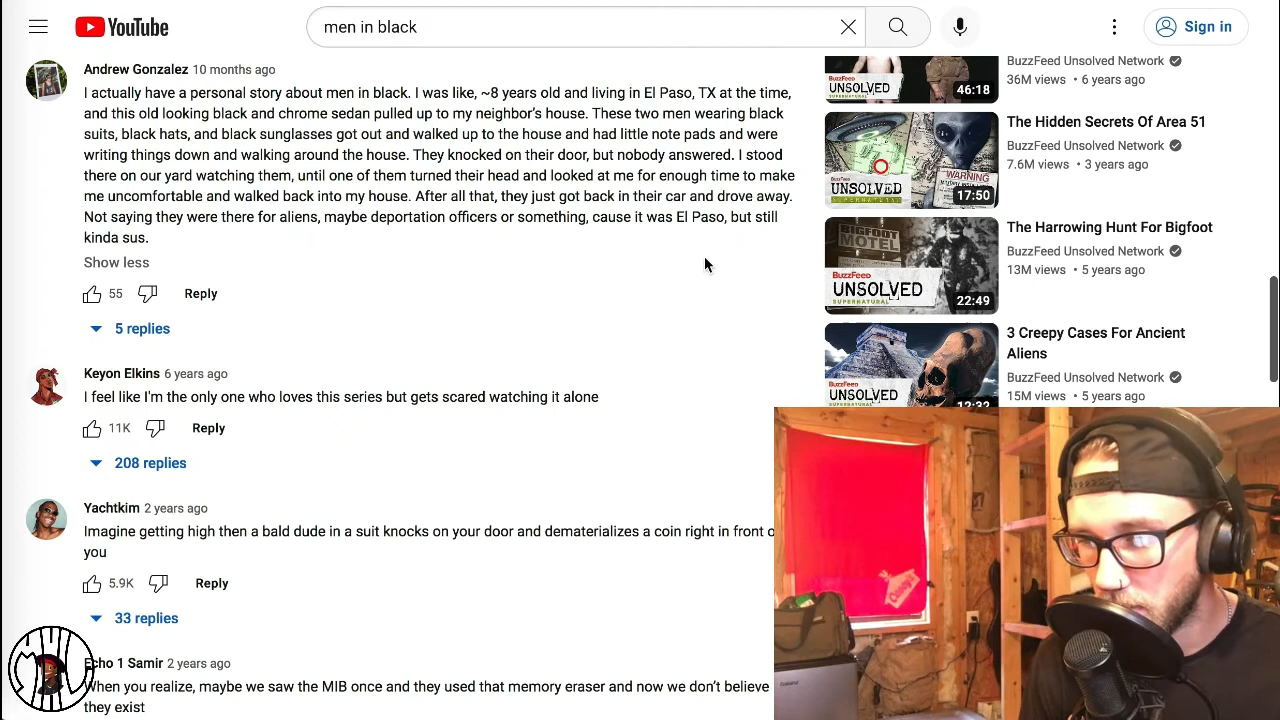 YouTube
men in black
Sign in
Andrew Gonzalez 10 months ago
I actually have a personal story about men in black. I was like, ~8 years old and living in El Paso, TX at the time,
and this old looking black and chrome sedan pulled up to my neighbor's house. These two men wearing black
suits, black hats, and black sunglasses got out and walked up to the house and had little note pads and were
writing things down and walking around the house. They knocked on their door, but nobody answered. I stood
there on our yard watching them, until one of them turned their head and looked at me for enough time to make
me uncomfortable and walked back into my house. After all that, they just got back in their car and drove away.
Not saying they were there for aliens, maybe deportation officers or something, cause it was El Paso, but still
kinda sus.
Show less
55 Reply
5 replies
Keyon Elkins 6 years ago
I feel like I'm the only one who loves this series but gets scared watching it alone
11K Reply
208 replies
Yachtkim 2 years ago
Imagine getting high then a bald dude in a suit knocks on your door and dematerializes a coin right in front o
you
5.9K Reply
33 replies
Echo 1 Samir 2 years ago
When you realize, maybe we saw the MIB once and they used that memory eraser and now we don't believe
they exist
UNSOLVED
46:18
BuzzFeed Unsolved Network
36M views • 6 years ago
WARNING
BuzzFeed
UNSOLVED
SUPERNATURAL
17:50
The Hidden Secrets Of Area 51
BuzzFeed Unsolved Network
7.6M views • 3 years ago
BIGFOOT
MOTEL
BuzzFeed
UNSOLVED
SUPERNATURAL
22:49
The Harrowing Hunt For Bigfoot
BuzzFeed Unsolved Network
13M views • 5 years ago
BuzzFeed
UNSOLVED
12:32
3 Creepy Cases For Ancient
Aliens
BuzzFeed Unsolved Network
15M views • 5 years ago